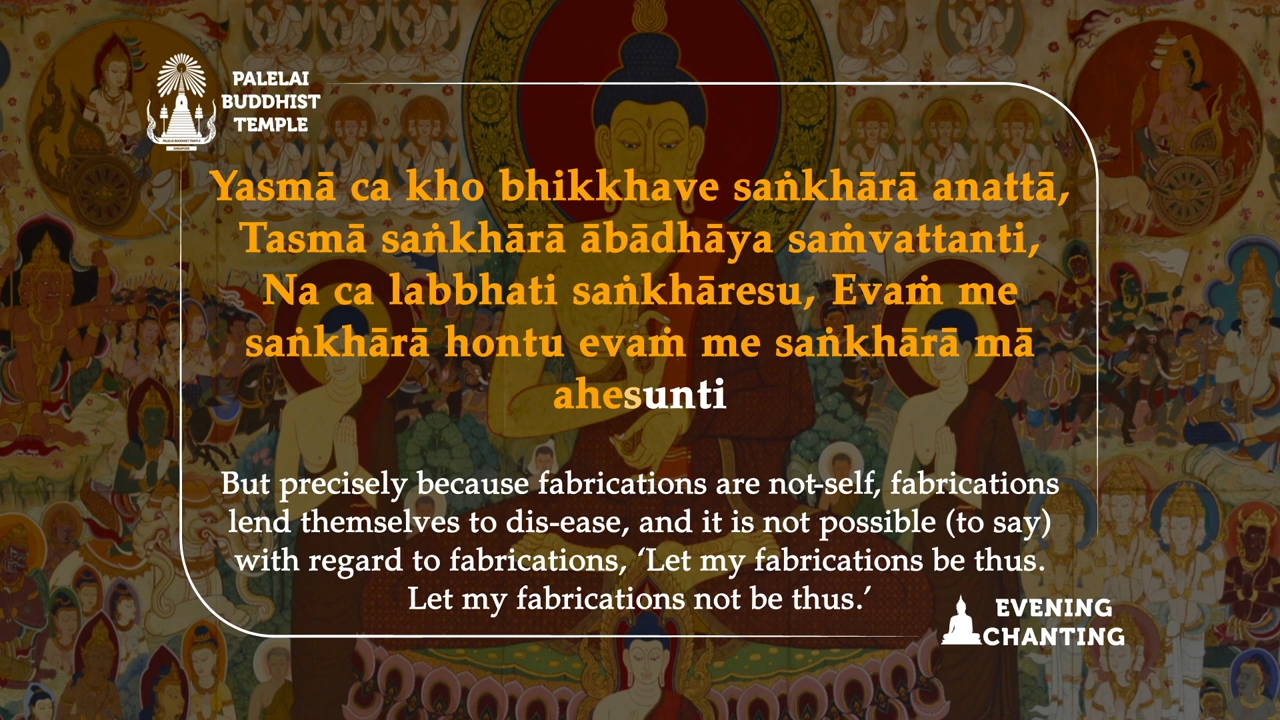 PALELAI
BUDDHIST
TEMPLE
Yasmā ca kho bhikkhave saṅkhārā anattā,
Tasmā saṅkhārā ābādhāya saṁvattanti,
Na ca labbhati saṅkhāresu, Evaṁ me
saṅkhārā hontu evaṁ me saṅkhārā mā
ahesunti
But precisely because fabrications are not-self, fabrications
lend themselves to dis-ease, and it is not possible (to say)
with regard to fabrications, ‘Let my fabrications be thus.
Let my fabrications not be thus.’
EVENING
CHANTING